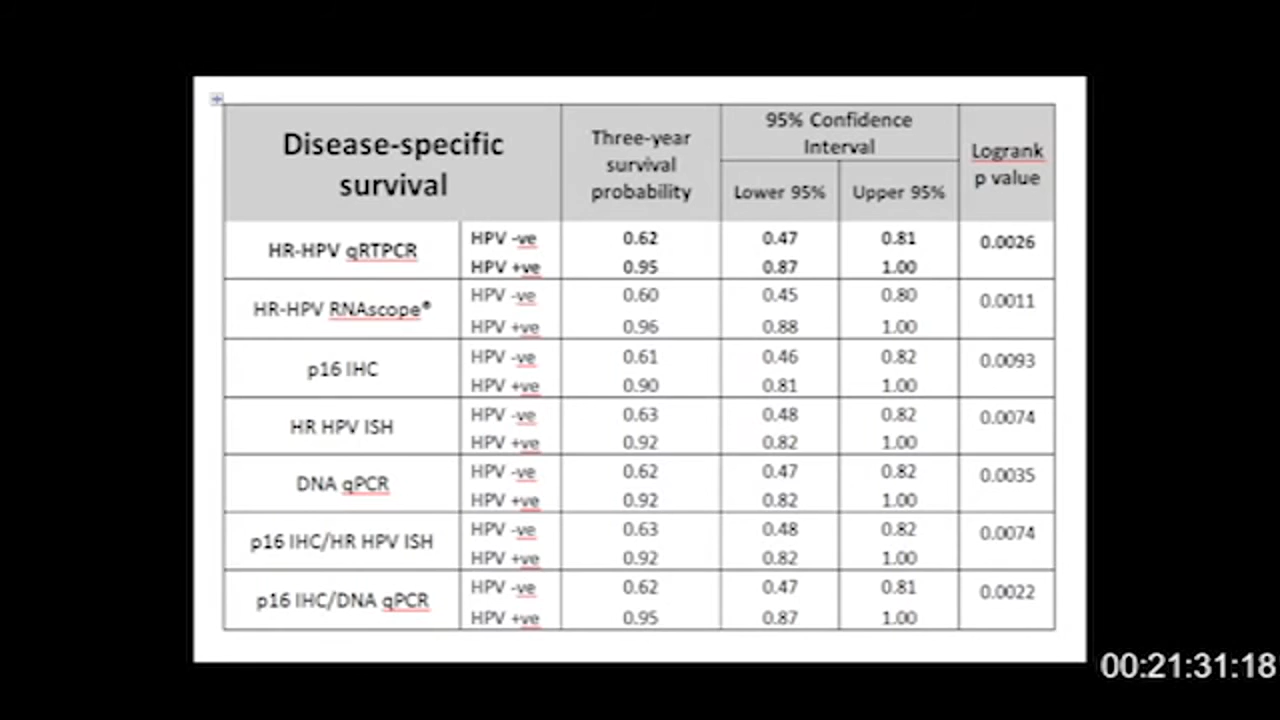 Disease-specific
survival
Three-year
survival
probability
95% Confidence
Interval
Lower 95%
Upper 95%
Logrank
p value
HR-HPV qRTPCR
HPV -ve 0.62 0.47 0.81 0.0026
HPV +ve 0.95 0.87 1.00
HR-HPV RNAscope®
HPV -ve 0.60 0.45 0.80 0.0011
HPV +ve 0.96 0.88 1.00
p16 IHC
HPV -ve 0.61 0.46 0.82 0.0093
HPV +ve 0.90 0.81 1.00
HR HPV ISH
HPV -ve 0.63 0.48 0.82 0.0074
HPV +ve 0.92 0.82 1.00
DNA qPCR
HPV -ve 0.62 0.47 0.82 0.0035
HPV +ve 0.92 0.82 1.00
p16 IHC/HR HPV ISH
HPV -ve 0.63 0.48 0.82 0.0074
HPV +ve 0.92 0.82 1.00
p16 IHC/DNA qPCR
HPV -ve 0.62 0.47 0.81 0.0022
HPV +ve 0.95 0.87 1.00
00:21:31:18